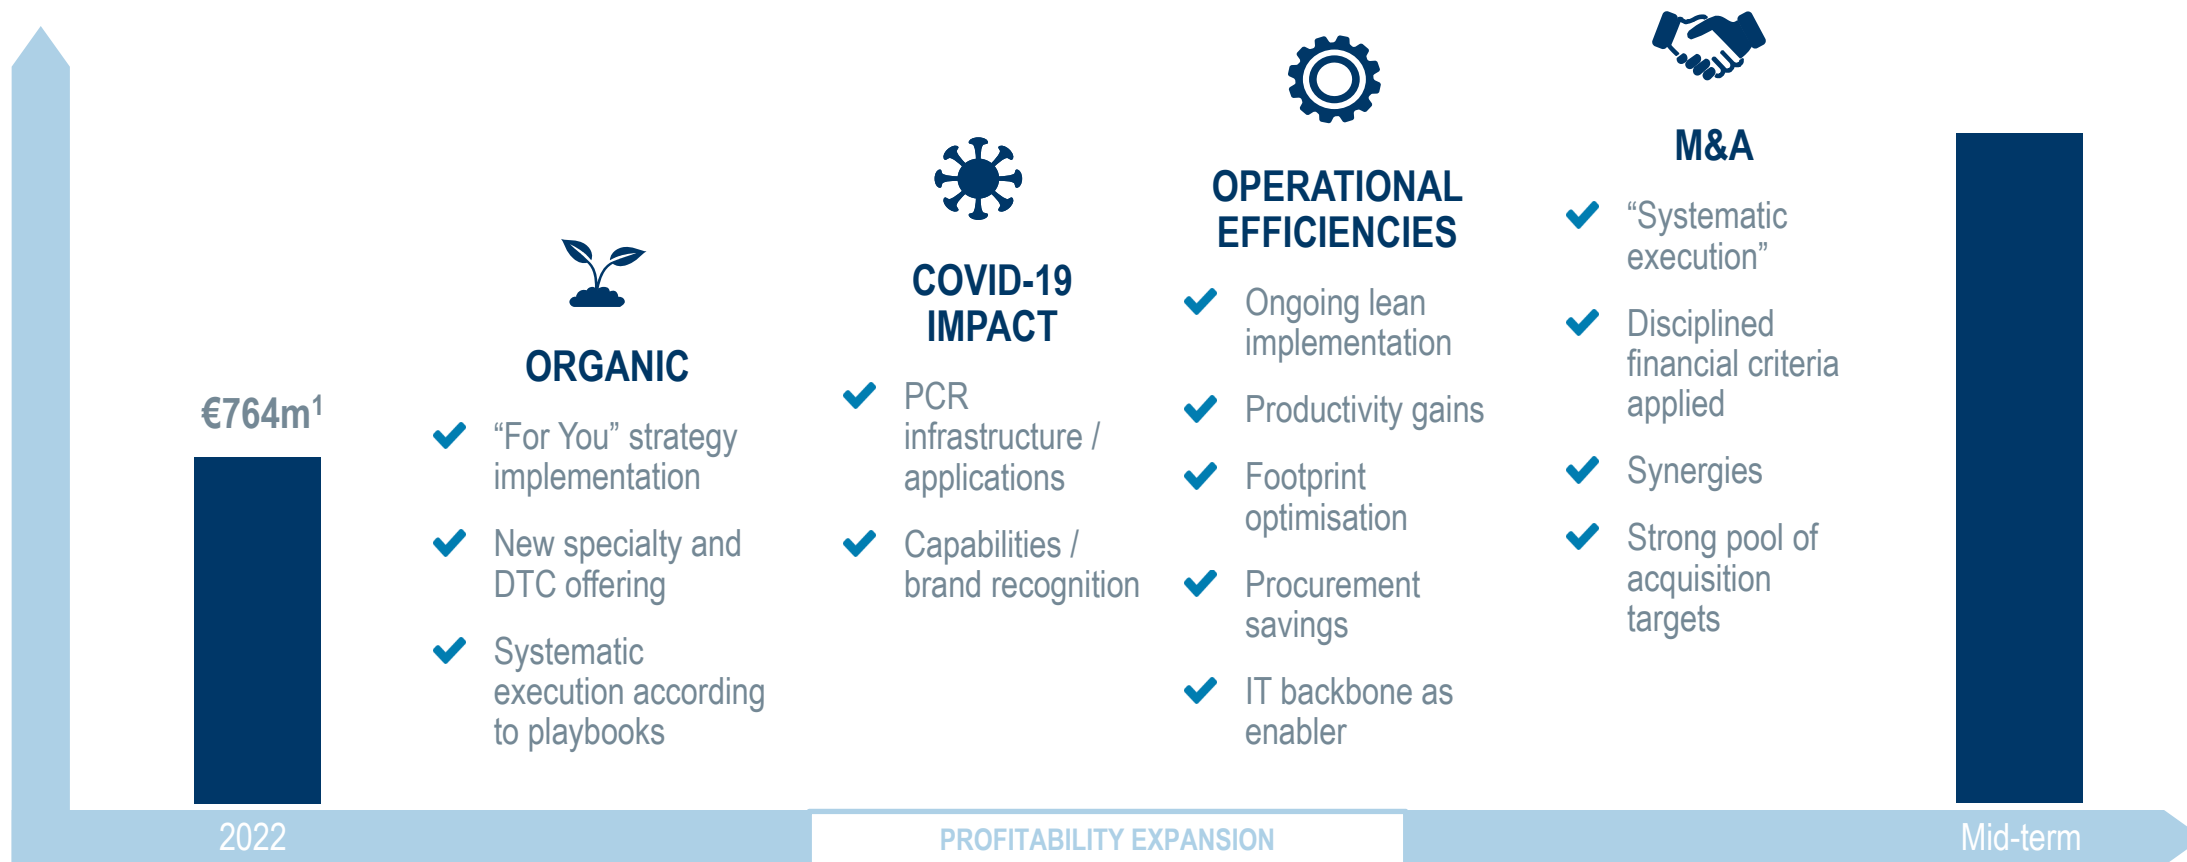 €764m1
2022
ORGANIC
“For You” strategy
implementation
New specialty and
DTC offering
Systematic
execution according
to playbooks
COVID-19
IMPACT
PCR
infrastructure /
applications
Capabilities /
brand recognition
OPERATIONAL
EFFICIENCIES
Ongoing lean
implementation
Productivity gains
Footprint
optimisation
Procurement
savings
IT backbone as
enabler
M&A
“Systematic
execution”
Disciplined
financial criteria
applied
Synergies
Strong pool of
acquisition
targets
PROFITABILITY EXPANSION
Mid-term